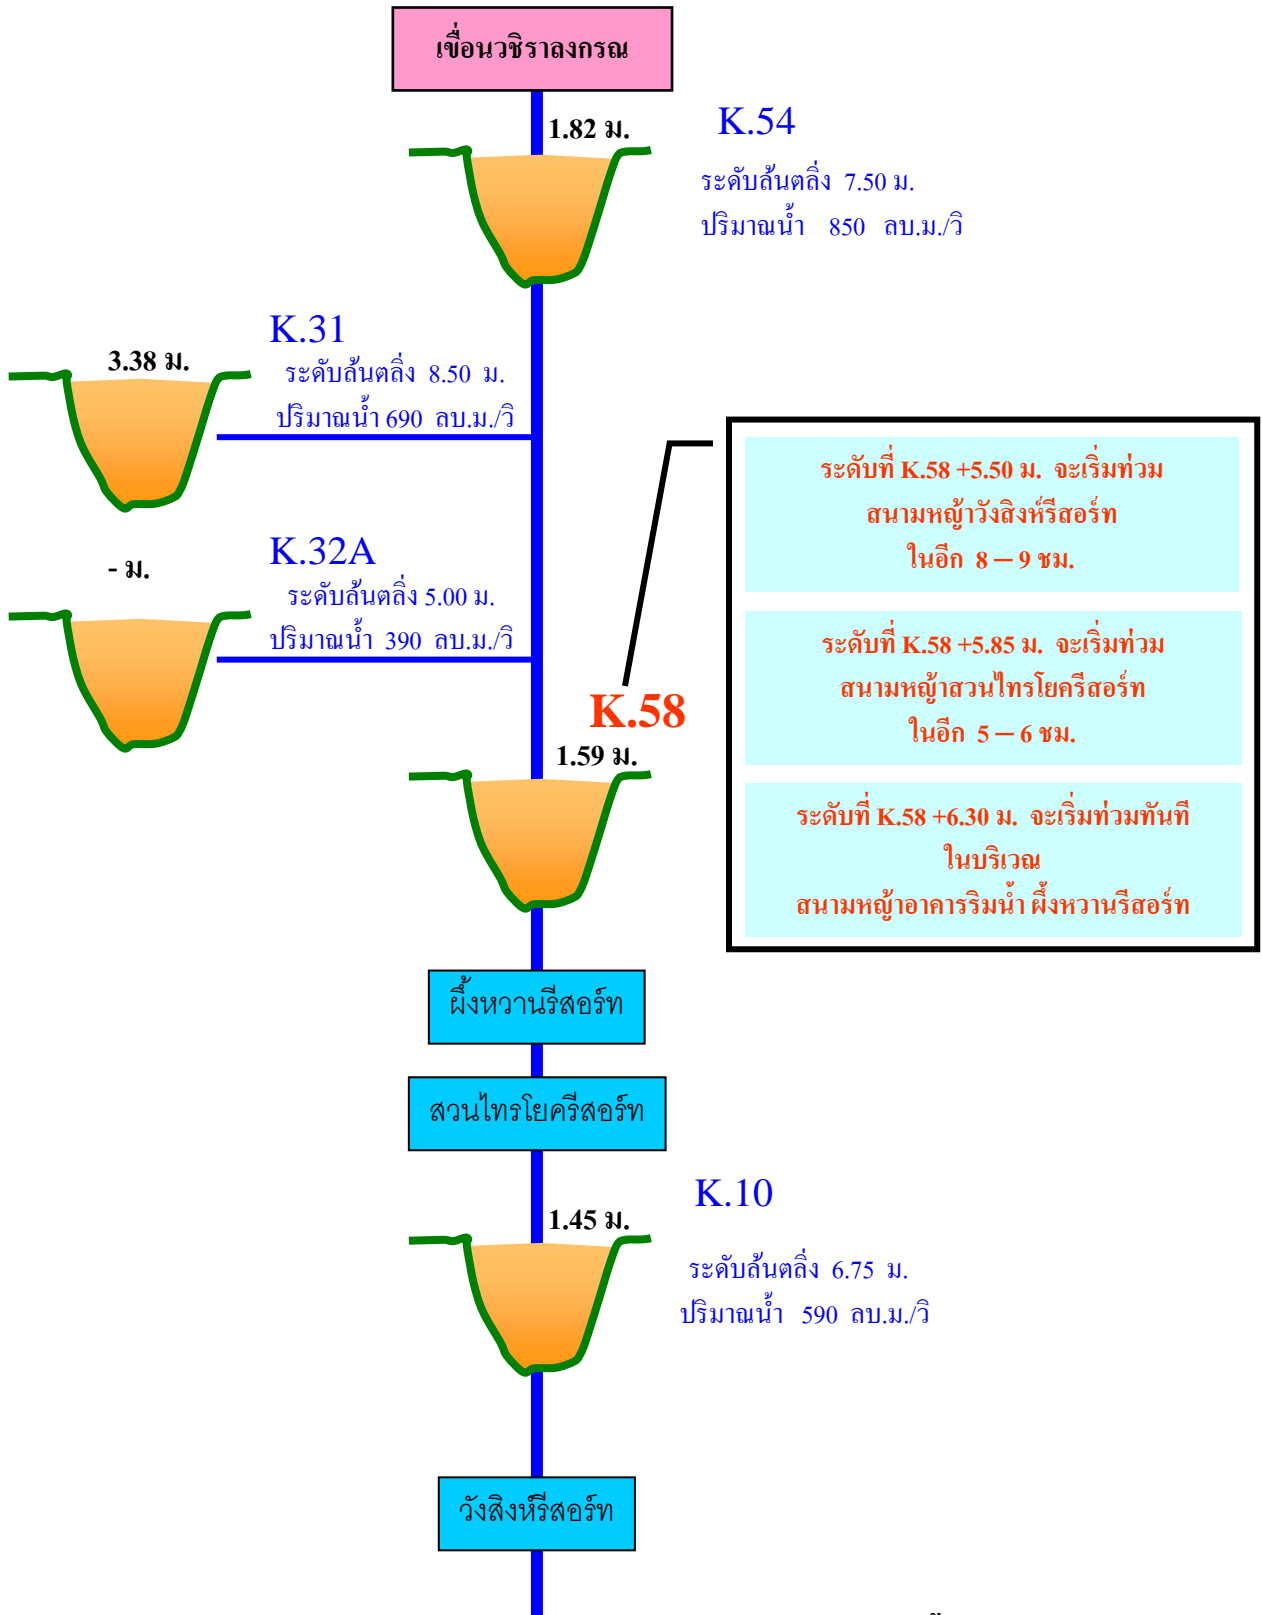 เขื่อนวชิราลงกรณ
1.82 ม.
K.54
ระดับล้นตลิ่ง 7.50 ม.
ปริมาณน้ำ 850 ลบ.ม./วิ
K.31
3.38 ม.
ระดับล้นตลิ่ง 8.50 ม.
ปริมาณน้ำ 690 ลบ.ม./วิ
K.32A
- ม.
ระดับล้นตลิ่ง 5.00 ม.
ปริมาณน้ำ 390 ลบ.ม./วิ
ระดับที่ K.58 +5.50 ม. จะเริ่มท่วม
สนามหญ้าวังสิงห์รีสอร์ท
ในอีก 8 – 9 ชม.
ระดับที่ K.58 +5.85 ม. จะเริ่มท่วม
สนามหญ้าสวนไทรโยครีสอร์ท
ในอีก 5 – 6 ชม.
ระดับที่ K.58 +6.30 ม. จะเริ่มท่วมทันที
ในบริเวณ
สนามหญ้าอาคารริมน้ำ ผึ้งหวานรีสอร์ท
K.58
1.59 ม.
ผึ้งหวานรีสอร์ท
สวนไทรโยครีสอร์ท
K.10
1.45 ม.
ระดับล้นตลิ่ง 6.75 ม.
ปริมาณน้ำ 590 ลบ.ม./วิ
วังสิงห์รีสอร์ท